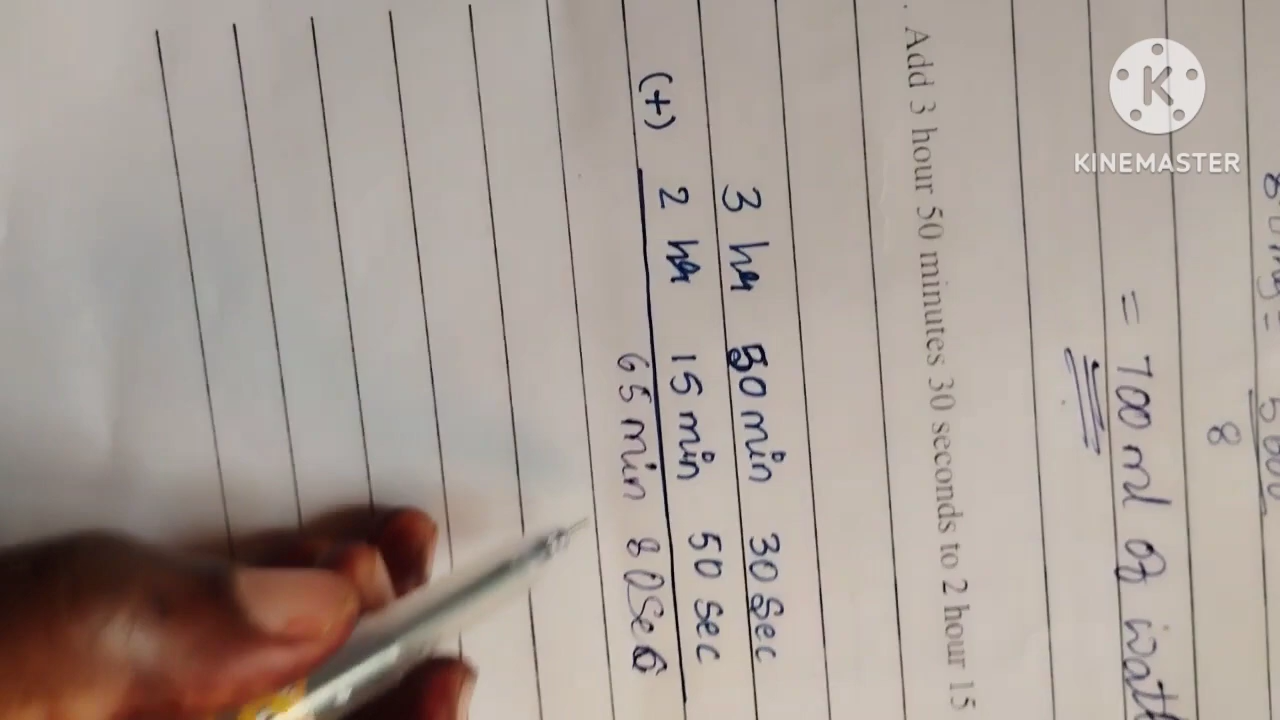 K
KINEMASTER
5000
8
= 700 ml of
. Add 3 hour 50 minutes 30 seconds to 2 hour 15
3 hr 50 min 30 sec
(+) 2 hr 15 min 50 sec
65 min 80 sec